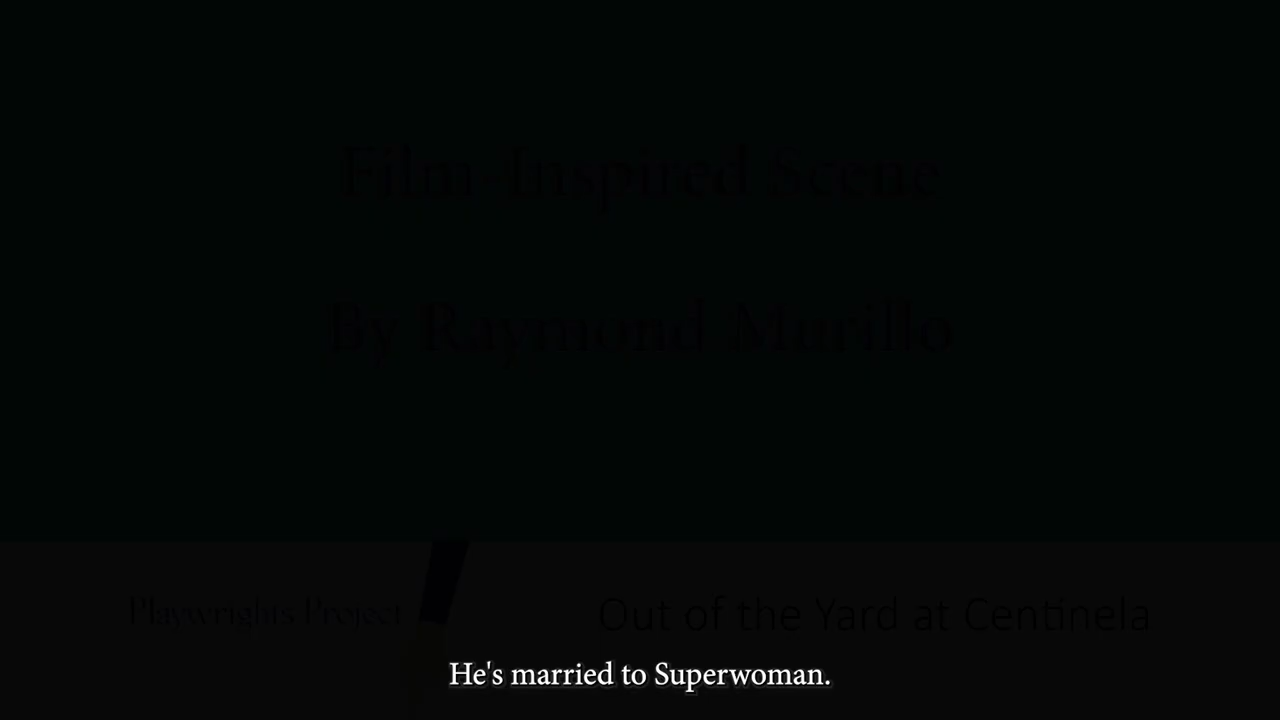 Film-Inspired Scene
By Raymond Murillo
Playwrights Project
Out of the Yard at Centinela
He's married to Superwoman.